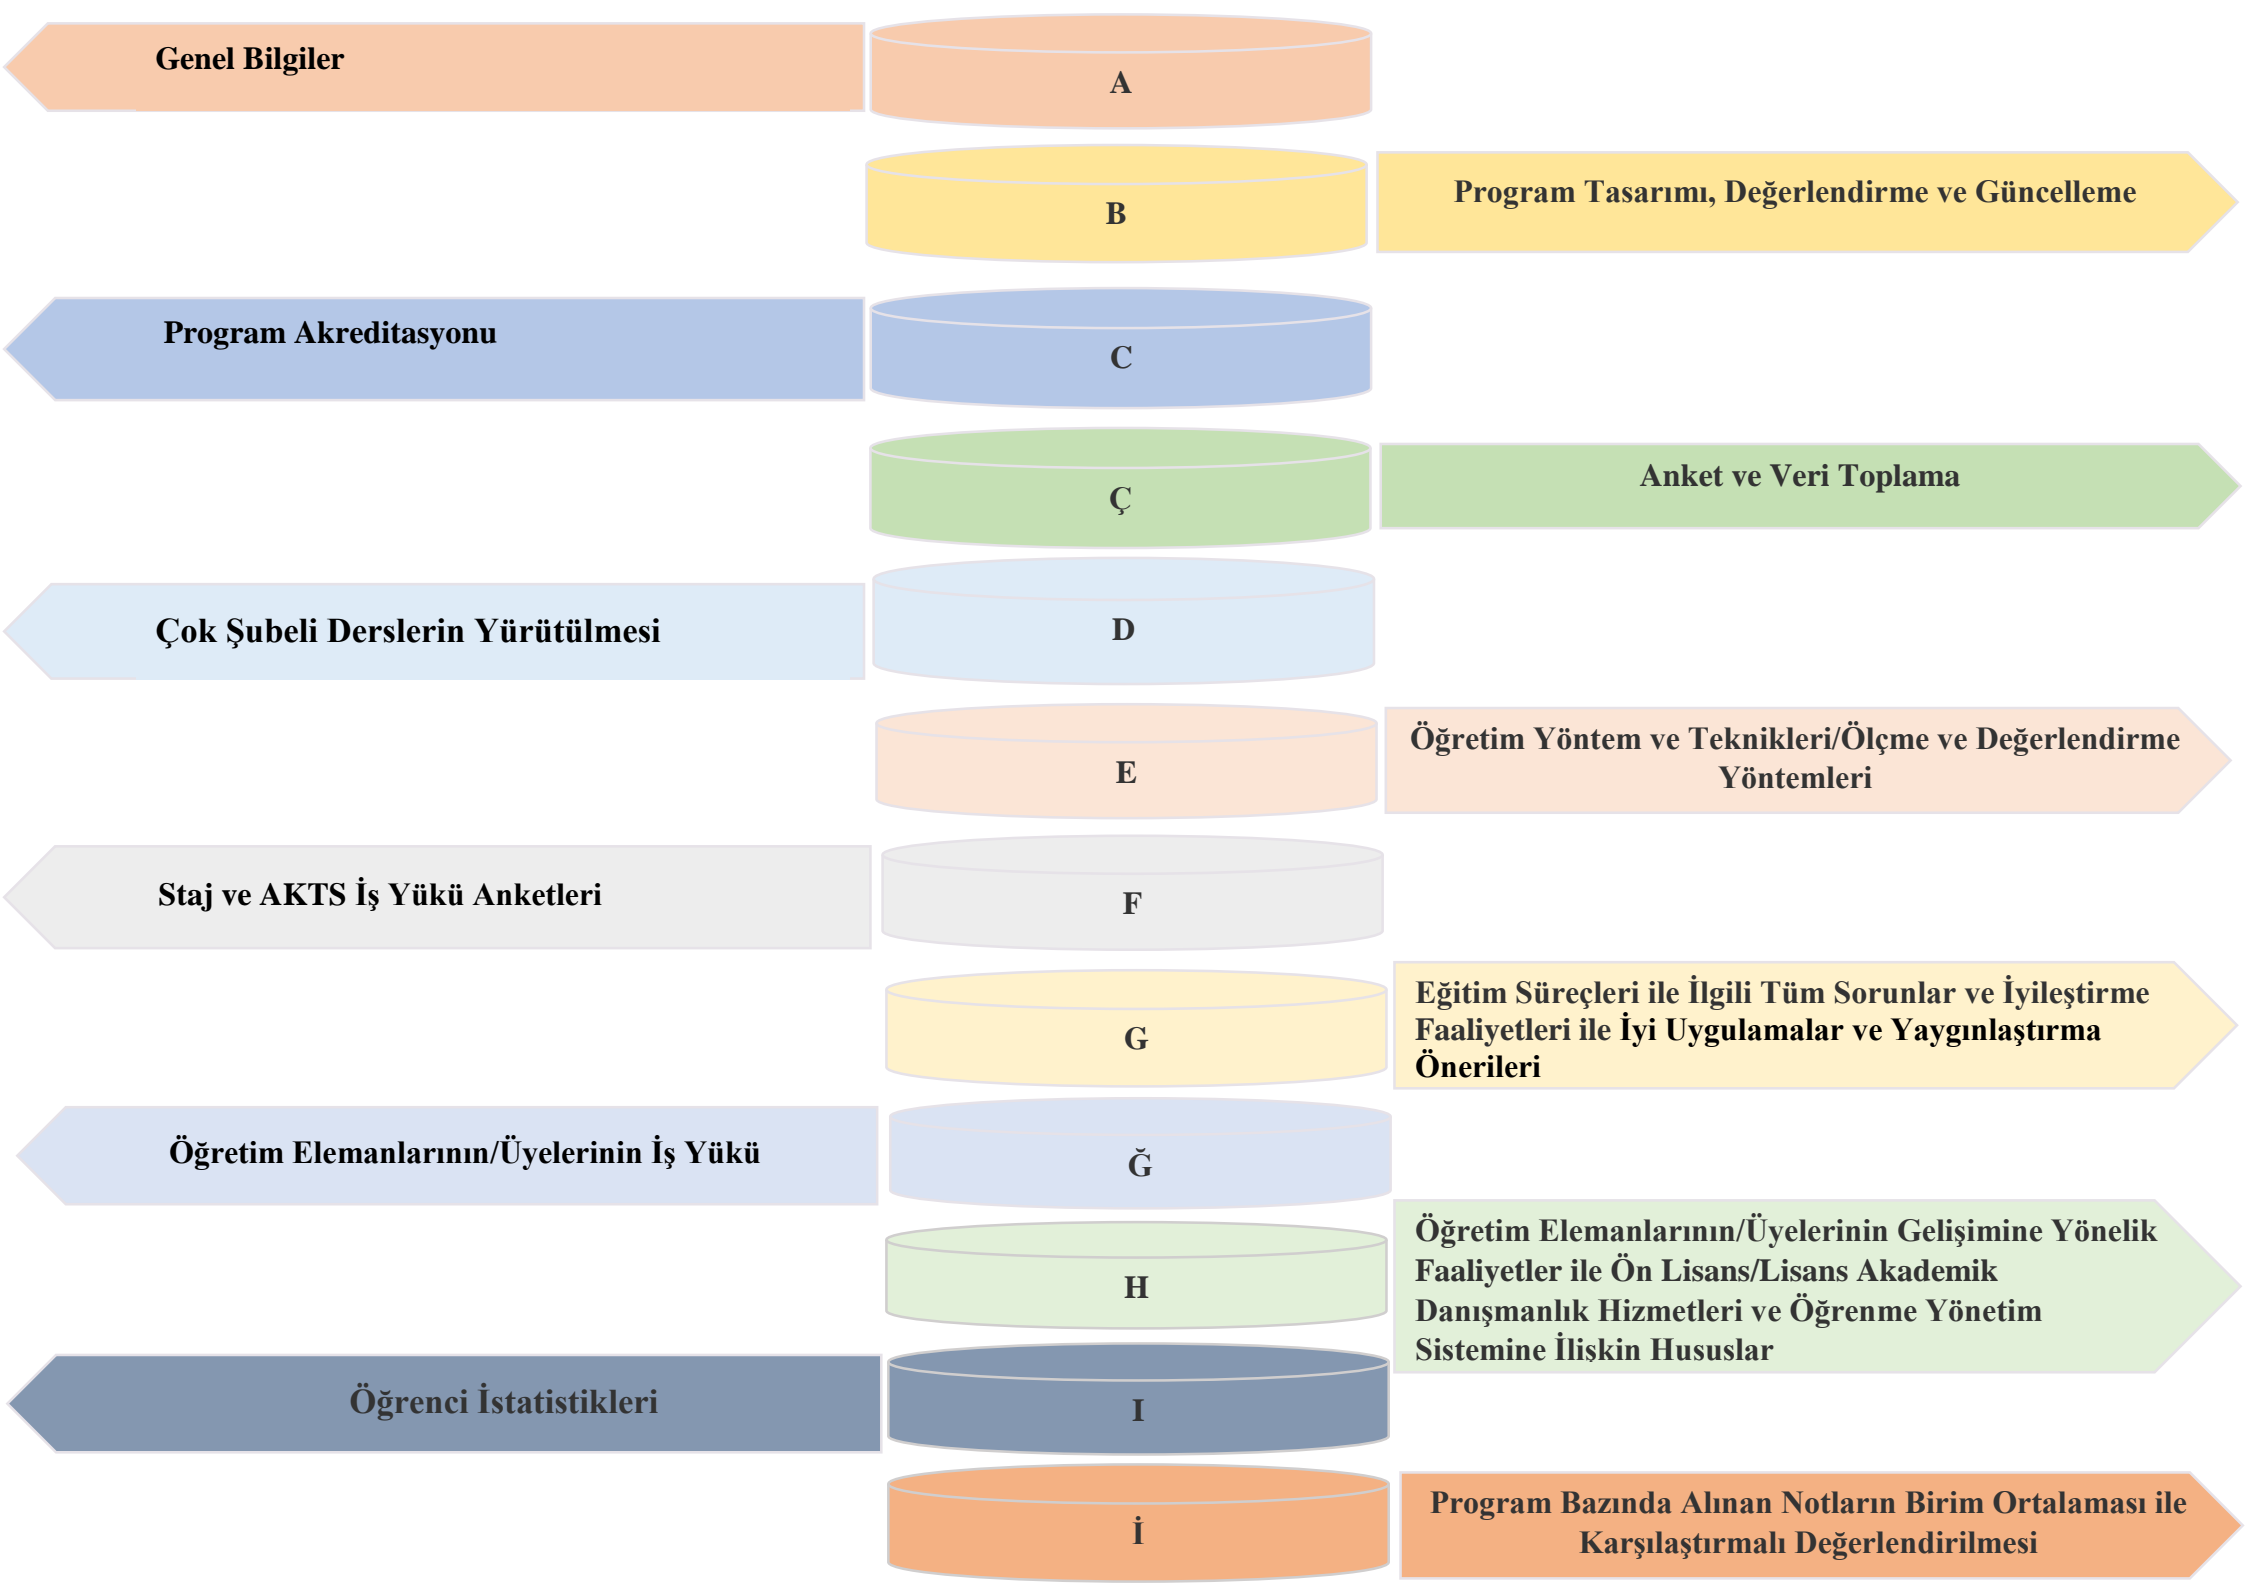 Genel Bilgiler
A
B
Program Tasarımı, Değerlendirme ve Güncelleme
Program Akreditasyonu
C
Ç
Anket ve Veri Toplama
Çok Şubeli Derslerin Yürütülmesi
D
E
Öğretim Yöntem ve Teknikleri/Ölçme ve Değerlendirme
Yöntemleri
Staj ve AKTS İş Yükü Anketleri
F
G
Eğitim Süreçleri ile İlgili Tüm Sorunlar ve İyileştirme
Faaliyetleri ile İyi Uygulamalar ve Yaygınlaştırma
Önerileri
Öğretim Elemanlarının/Üyelerinin İş Yükü
Ğ
H
Öğretim Elemanlarının/Üyelerinin Gelişimine Yönelik
Faaliyetler ile Ön Lisans/Lisans Akademik
Danışmanlık Hizmetleri ve Öğrenme Yönetim
Sistemine İlişkin Hususlar
Öğrenci İstatistikleri
I
İ
Program Bazında Alınan Notların Birim Ortalaması ile
Karşılaştırmalı Değerlendirilmesi